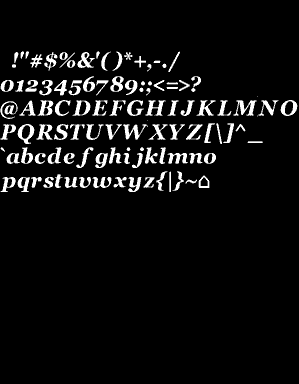 !"#$%&'()*+,-./
0123456789:;<=>?
@ABCDEFGHIJKLMNO
PQRSTUVWXYZ[\]^_
`abcdefghijklmno
pqrstuvwxyz{|}~⌂